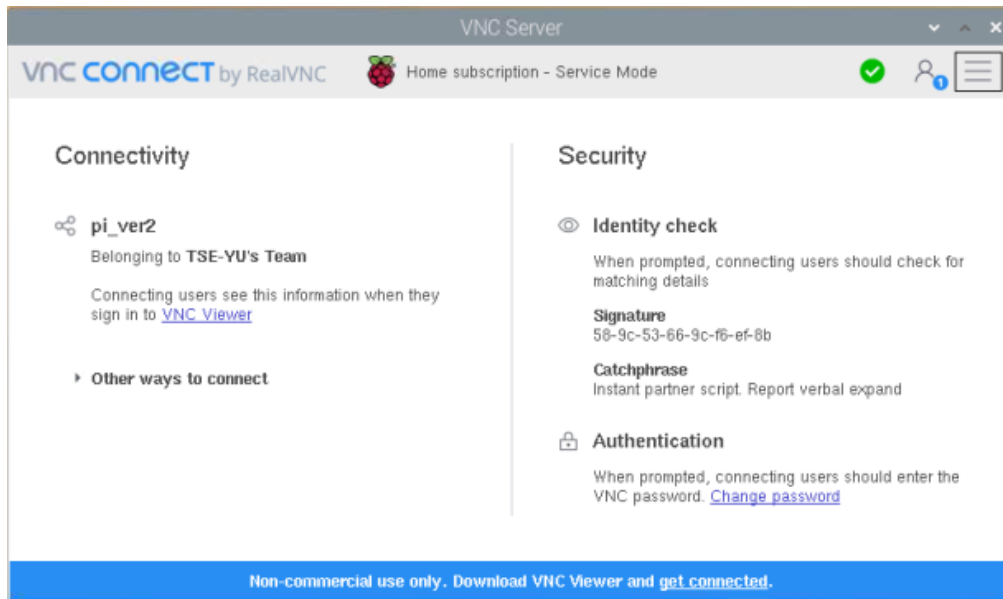 VNC Server
vnc connect by RealVNC
Home subscription - Service Mode
1
Connectivity
pi_ver2
Belonging to TSE-YU's Team
Connecting users see this information when they
sign in to VNC Viewer
Other ways to connect
Security
Identity check
When prompted, connecting users should check for
matching details
Signature
58-9c-53-66-9c-f6-ef-8b
Catchphrase
Instant partner script. Report verbal expand
Authentication
When prompted, connecting users should enter the
VNC password. Change password
Non-commercial use only. Download VNC Viewer and get connected.